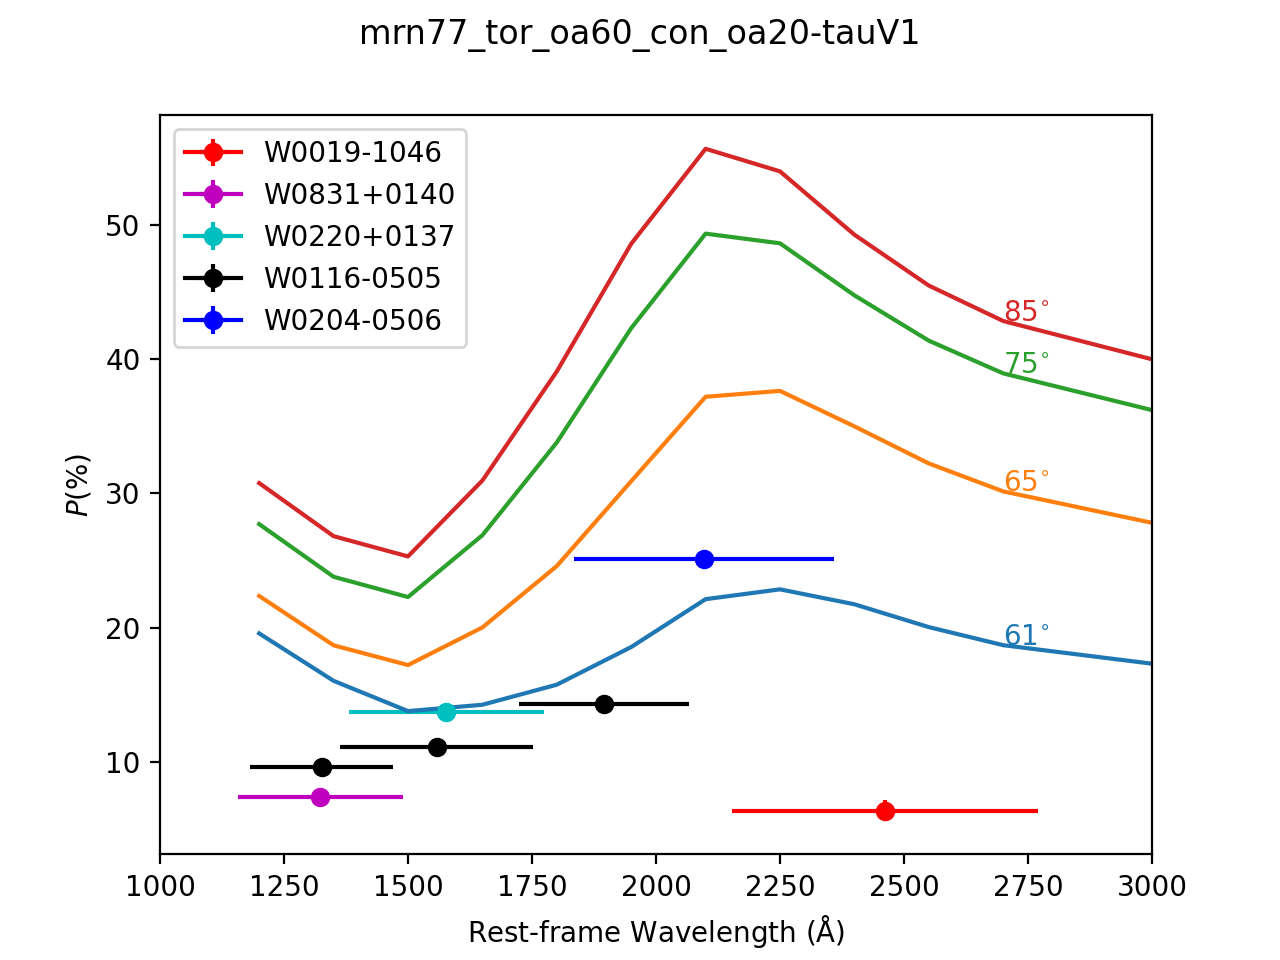 mrn77_tor_oa60_con_oa20-tauV1
W0019-1046
W0831+0140
W0220+0137
W0116-0505
W0204-0506
85°
75°
65°
61°
50
40
30
20
10
P(%)
1000 1250 1500 1750 2000 2250 2500 2750 3000
Rest-frame Wavelength (Å)